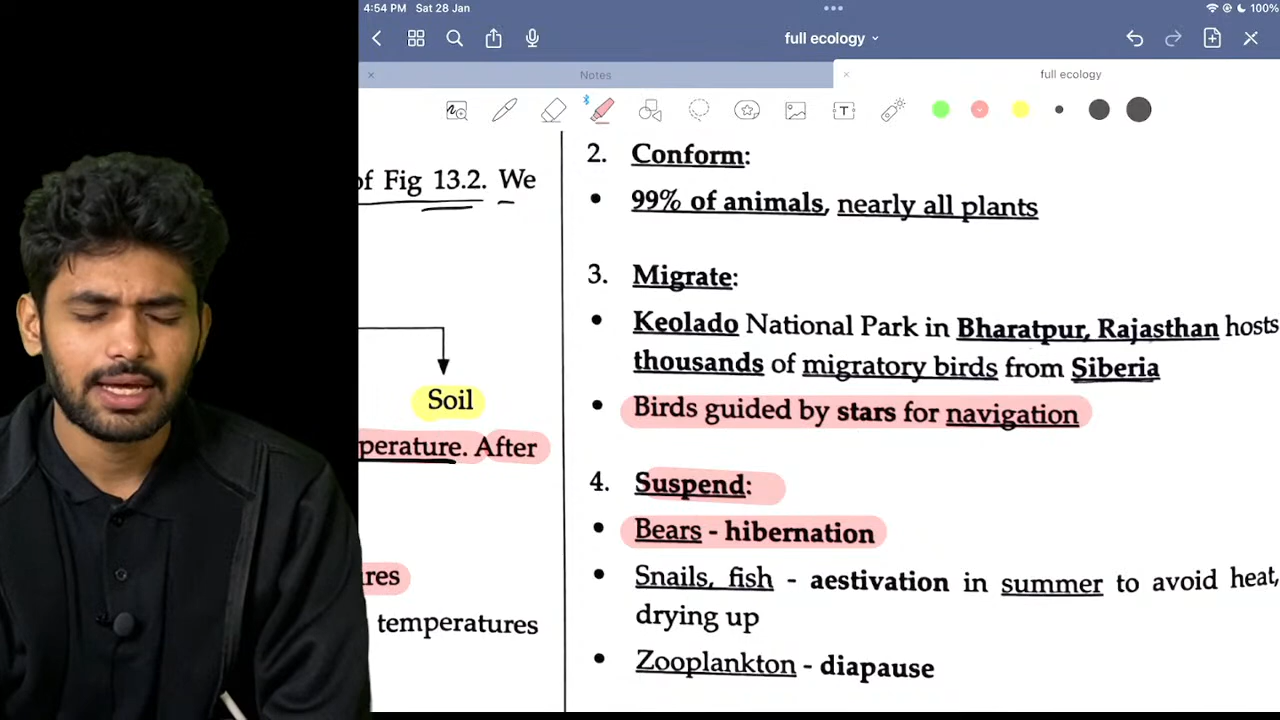 4:54 PM Sat 28 Jan
100%
full ecology
Notes
full ecology
T
of Fig 13.2. We
Soil
perature. After
res
temperatures
2. Conform:
• 99% of animals, nearly all plants
3. Migrate:
• Keolado National Park in Bharatpur, Rajasthan hosts
thousands of migratory birds from Siberia
• Birds guided by stars for navigation
4. Suspend:
• Bears - hibernation
• Snails, fish - aestivation in summer to avoid heat,
drying up
• Zooplankton - diapause